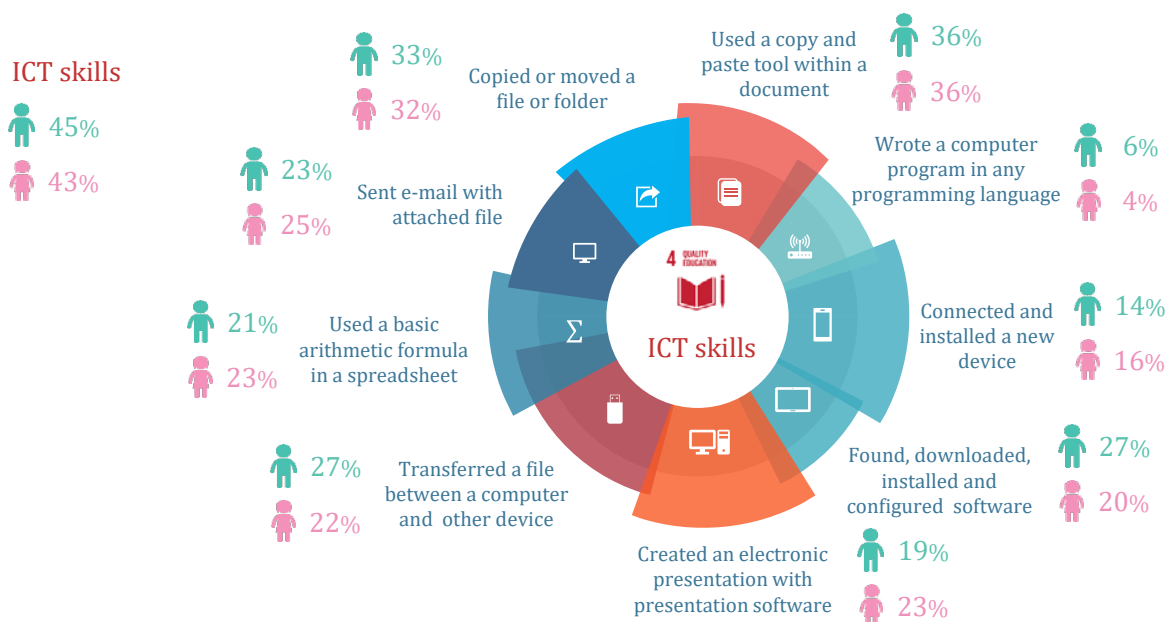 ICT skills
45%
43%
33%
32%
Copied or moved a
file or folder
Used a copy and
paste tool within a
document
36%
36%
Wrote a computer
program in any
programming language
6%
4%
23%
25%
Sent e-mail with
attached file
4 QUALITY
EDUCATION
ICT skills
Connected and
installed a new
device
14%
16%
21%
23%
Used a basic
arithmetic formula
in a spreadsheet
Σ
27%
22%
Transferred a file
between a computer
and other device
Found, downloaded,
installed and
configured software
27%
20%
Created an electronic
presentation with
presentation software
19%
23%